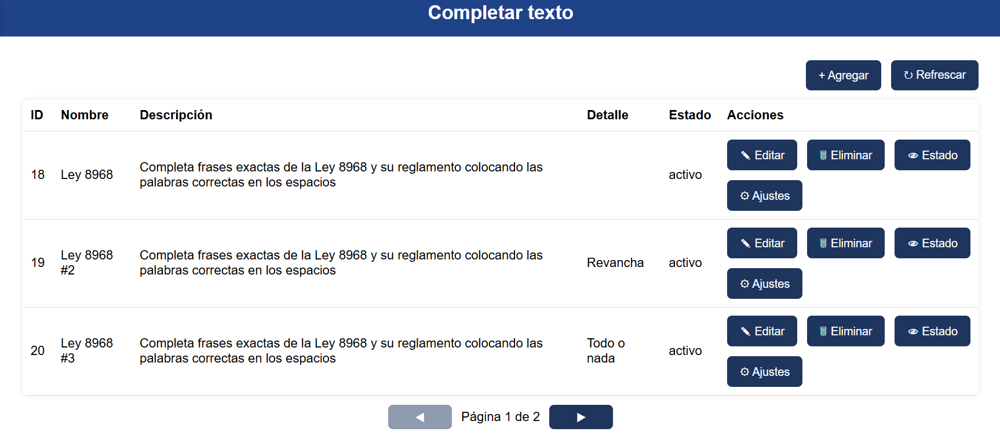 Completar texto
+ Agregar
↻ Refrescar
ID Nombre Descripción Detalle Estado Acciones
18 Ley 8968 Completa frases exactas de la Ley 8968 y su reglamento colocando las
palabras correctas en los espacios
activo
Editar Eliminar Estado
Ajustes
19 Ley 8968
#2
Completa frases exactas de la Ley 8968 y su reglamento colocando las
palabras correctas en los espacios
Revancha activo
Editar Eliminar Estado
Ajustes
20 Ley 8968
#3
Completa frases exactas de la Ley 8968 y su reglamento colocando las
palabras correctas en los espacios
Todo o
nada
activo
Editar Eliminar Estado
Ajustes
◀ Página 1 de 2 ▶